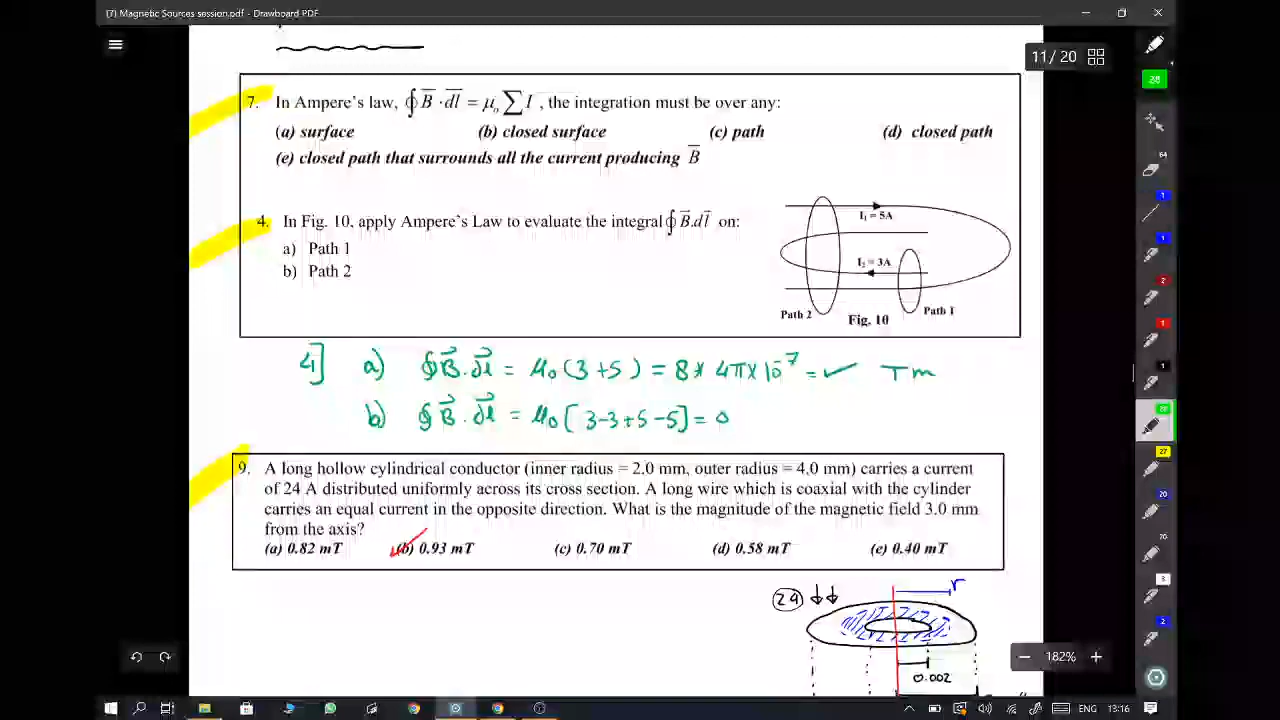 (7) Magnetic Sources session.pdf - Drawboard PDF
11/20
7. In Ampere's law, ∮ B̅ · d̅l̅ = μ₀ ∑ I , the integration must be over any:
(a) surface (b) closed surface (c) path (d) closed path
(e) closed path that surrounds all the current producing B̅
4. In Fig. 10, apply Ampere's Law to evaluate the integral ∮ B⃗.dl⃗ on:
a) Path 1
b) Path 2
I₁ = 5A
I₂ = 3A
Path 2 Fig. 10 Path 1
4] a) ∮ B⃗ . dl⃗ = μ₀ (3 + 5) = 8 * 4π × 10⁻⁷ = ✓ T m
b) ∮ B⃗ . dl⃗ = μ₀ [ 3-3+5-5] = 0
9. A long hollow cylindrical conductor (inner radius = 2.0 mm, outer radius = 4.0 mm) carries a current
of 24 A distributed uniformly across its cross section. A long wire which is coaxial with the cylinder
carries an equal current in the opposite direction. What is the magnitude of the magnetic field 3.0 mm
from the axis?
(a) 0.82 mT (b) 0.93 mT (c) 0.70 mT (d) 0.58 mT (e) 0.40 mT
24 ↓↓ r
0.002
182%
ENG 13:16